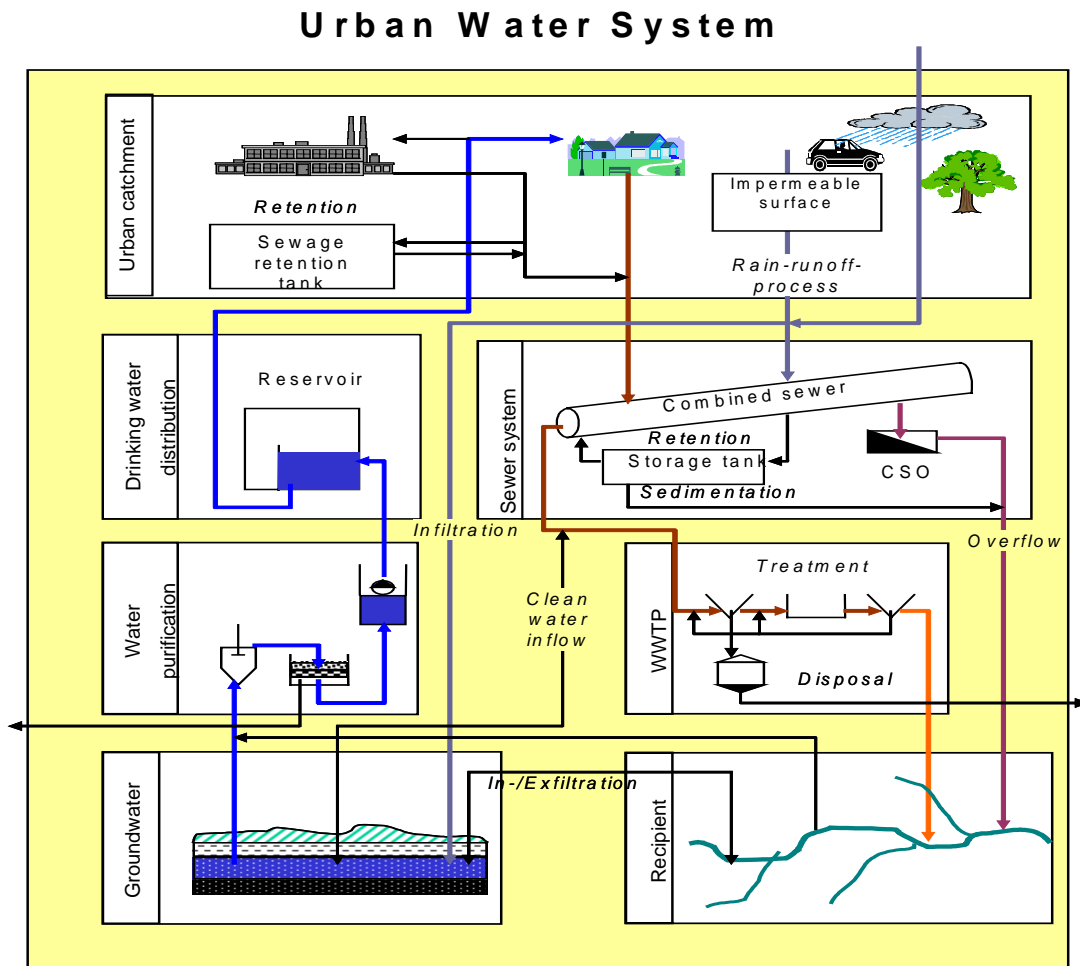 Urban Water System
Urban catchment
Retention
Sewage
retention
tank
Impermeable
surface
Rain-runoff-
process
Drinking water
distribution
Reservoir
Sewer system
Combined sewer
Retention
Storage tank
Sedimentation
CSO
Infiltration
Overflow
Water
purification
Clean
water
inflow
WWTP
Treatment
Disposal
Groundwater
In-/Exfiltration
Recipient